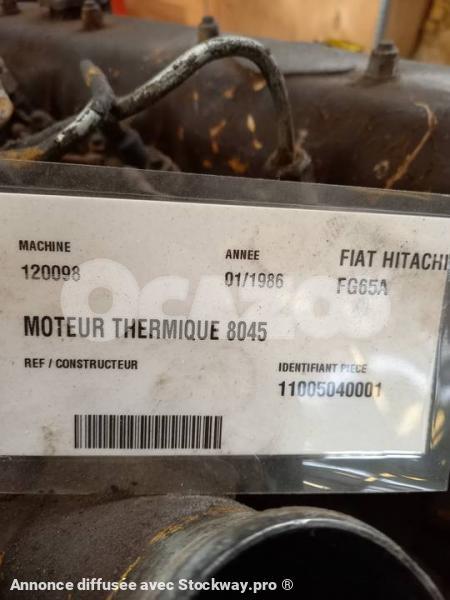 MACHINE
120098
ANNEE
01/1986
FIAT HITACHI
FG65A
OCAZOO
MOTEUR THERMIQUE 8045
REF / CONSTRUCTEUR
IDENTIFIANT PIECE
11005040001
Annonce diffusée avec Stockway.pro ®